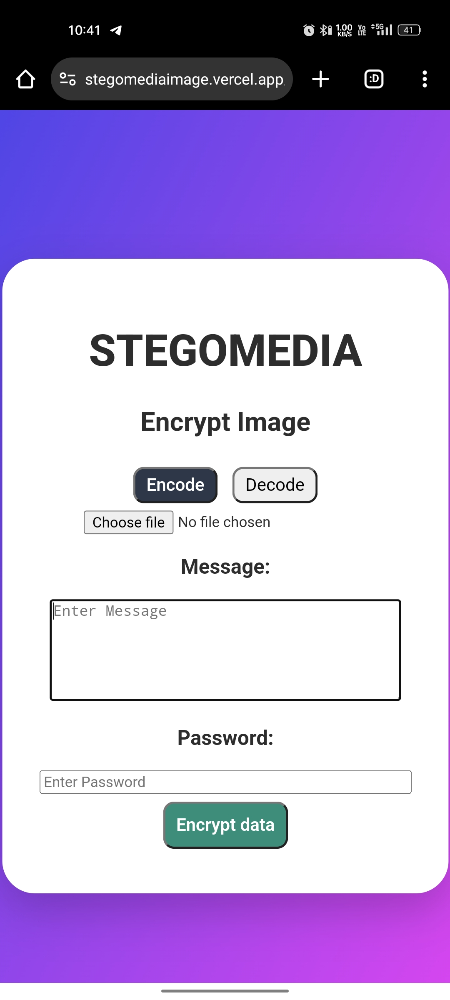 10:41 1.00 KB/S Vo LTE 5G 41
stegomediaimage.vercel.app :D
STEGOMEDIA
Encrypt Image
Encode Decode
Choose file No file chosen
Message:
Enter Message
Password:
Enter Password
Encrypt data